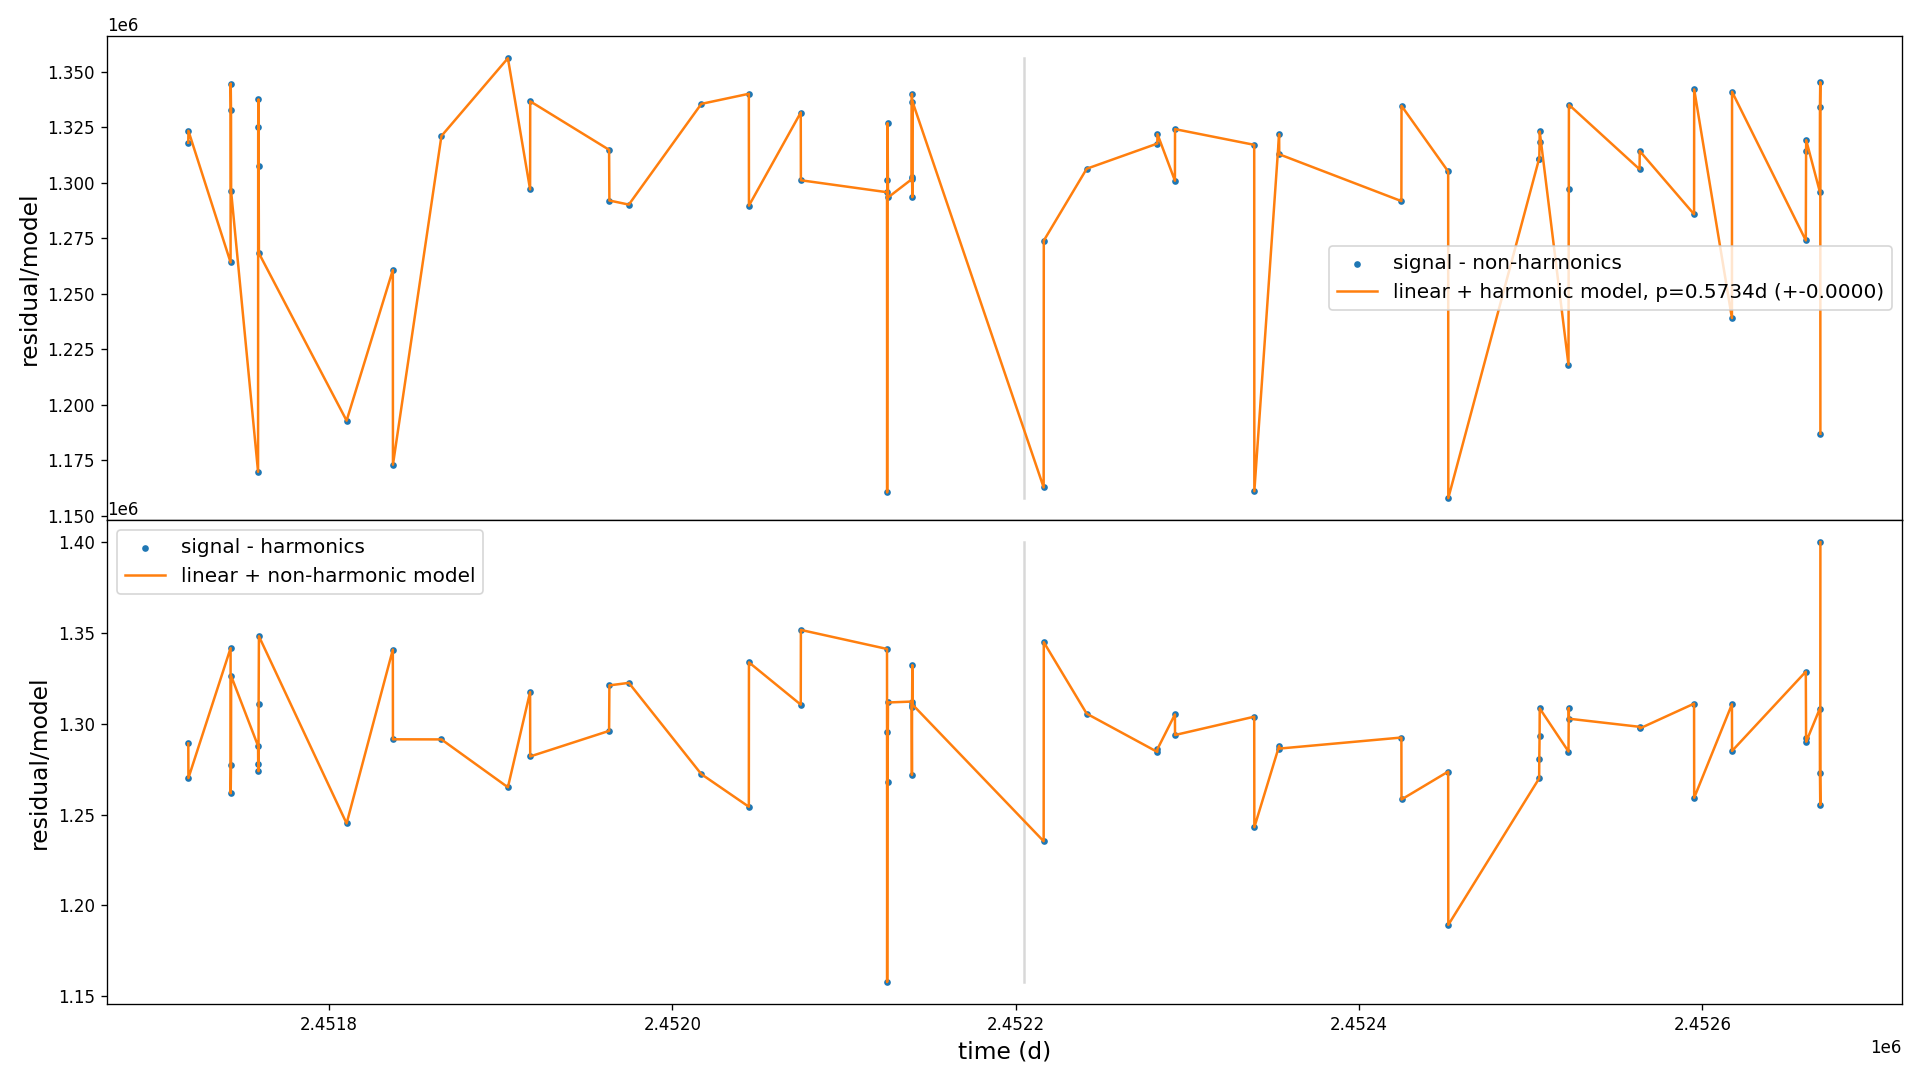 1e6
1.350
1.325
1.300
1.275
1.250
1.225
1.200
1.175
1.150
residual/model
signal - non-harmonics
linear + harmonic model, p=0.5734d (+-0.0000)
1e6
1.40
1.35
1.30
1.25
1.20
1.15
residual/model
signal - harmonics
linear + non-harmonic model
2.4518
2.4520
2.4522
2.4524
2.4526
time (d)
1e6